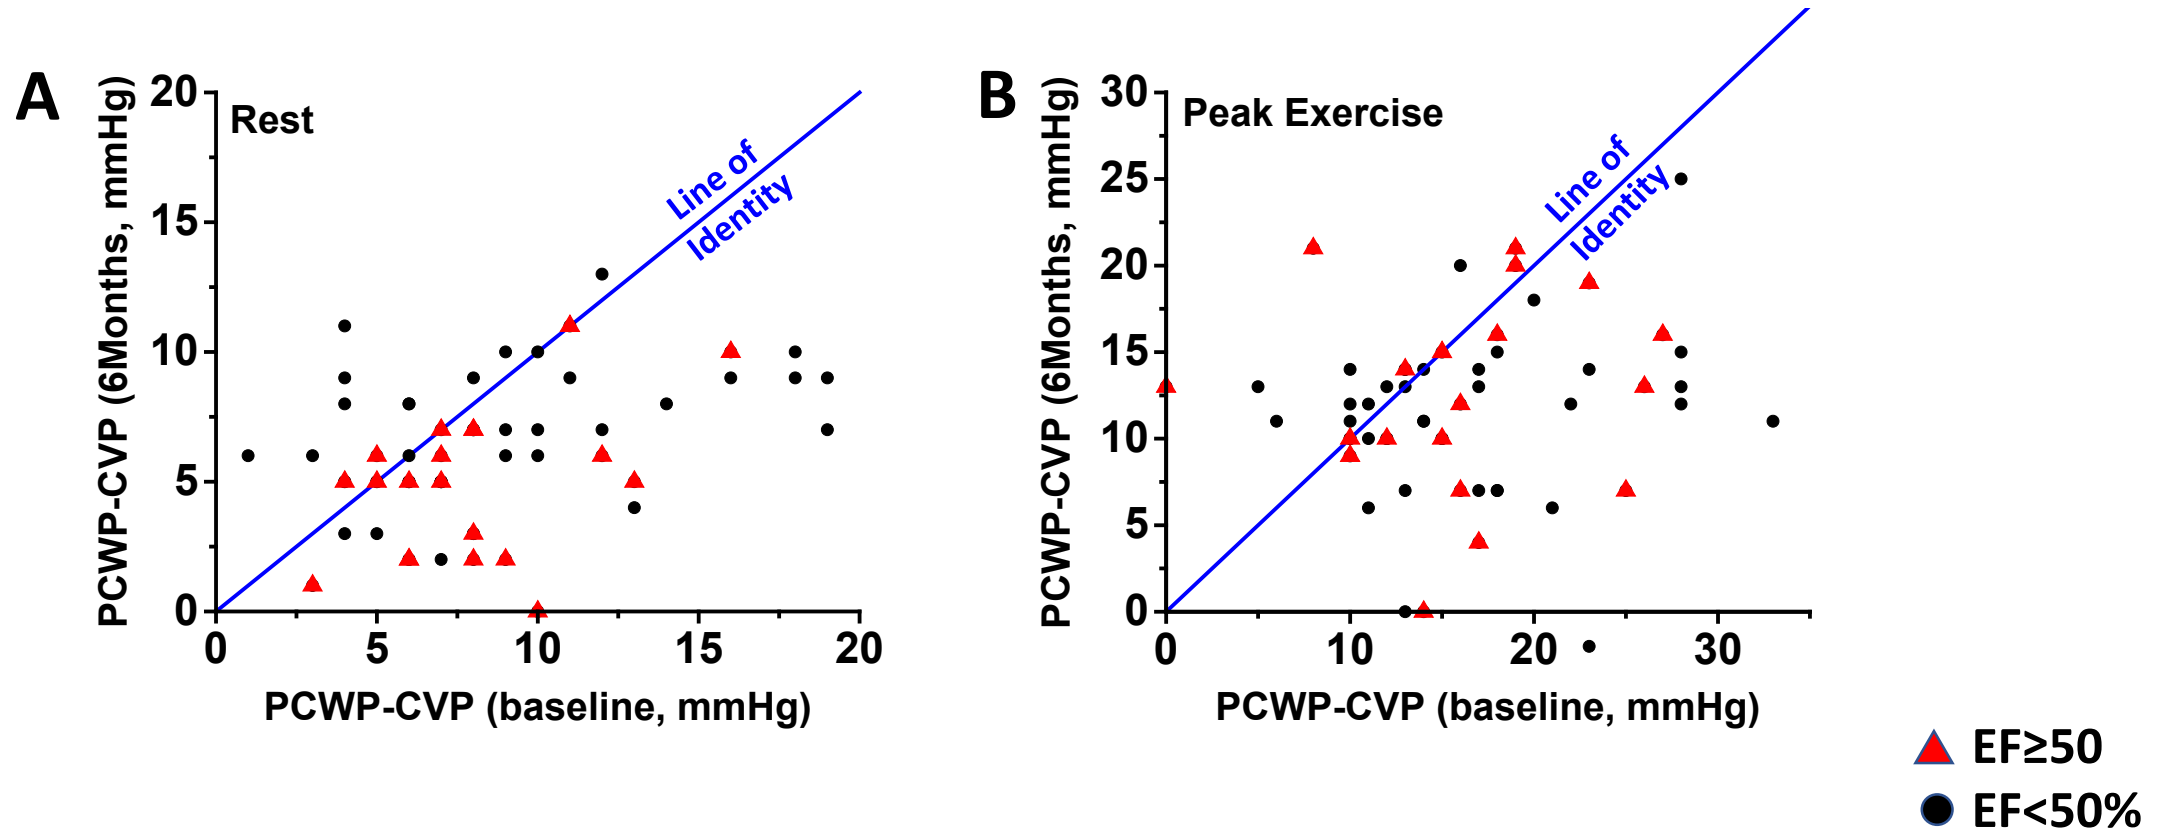 A
Rest
Line of
Identity
PCWP-CVP (6Months, mmHg)
20
15
10
5
0
0 5 10 15 20
PCWP-CVP (baseline, mmHg)
B
Peak Exercise
Line of
Identity
PCWP-CVP (6Months, mmHg)
30
25
20
15
10
5
0
0 10 20 30
PCWP-CVP (baseline, mmHg)
EF≥50
EF<50%